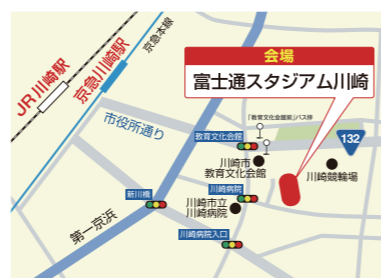 会場
富士通スタジアム川崎
JR川崎駅
京急川崎駅
京急本線
市役所通り
「教育文化会館前」バス停
教育文化会館
132
川崎市
教育文化会館
川崎競輪場
新川橋
川崎病院
川崎市立
川崎病院
第一京浜
川崎病院入口